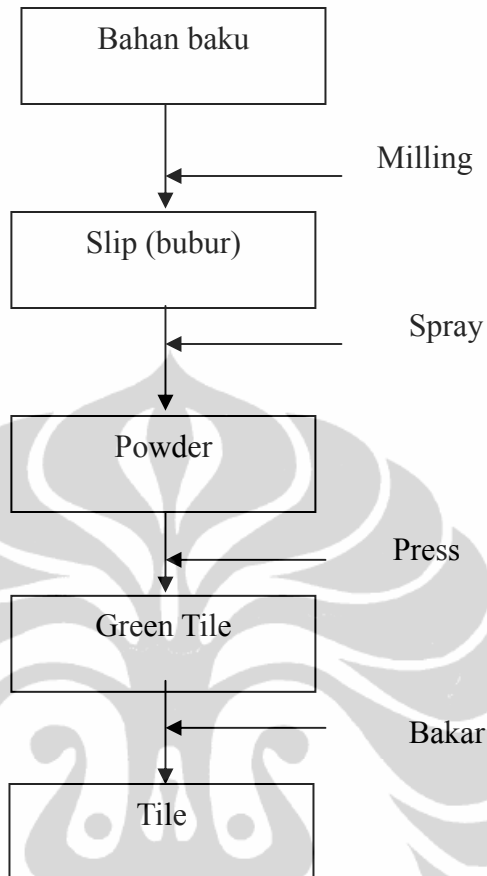 Bahan baku
Milling
Slip (bubur)
Spray
Powder
Press
Green Tile
Bakar
Tile